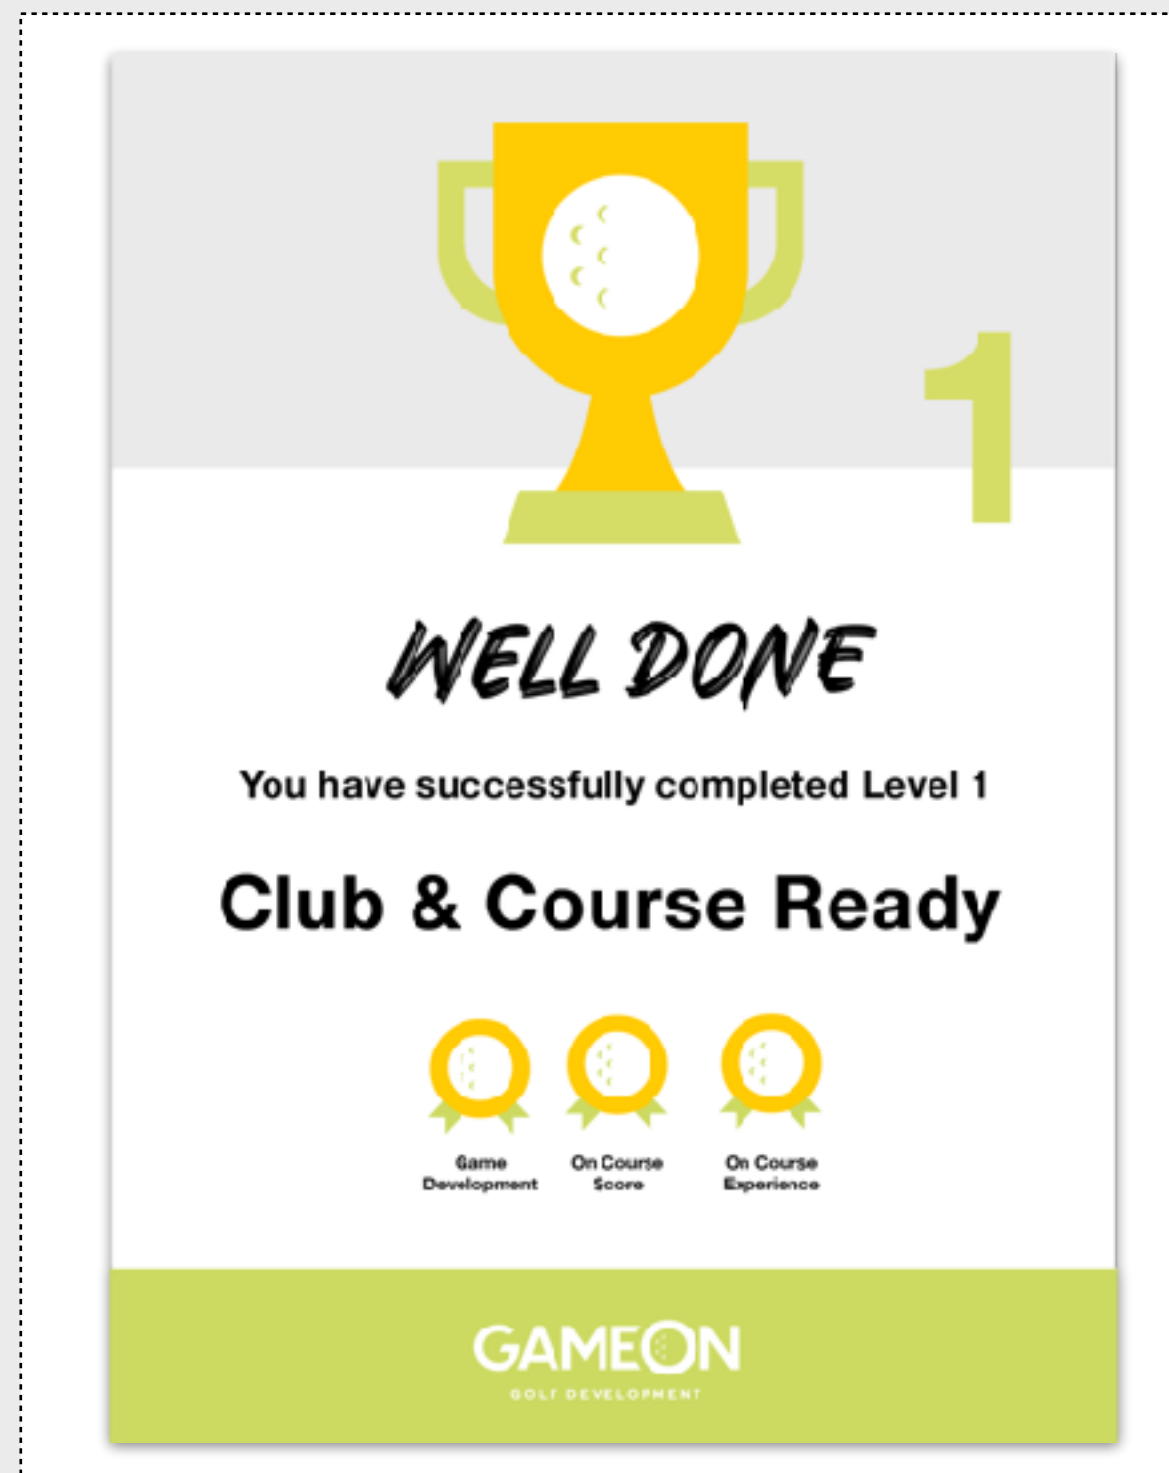 1
WELL DONE
You have successfully completed Level 1
Club & Course Ready
Game
Development
On Course
Score
On Course
Experience
GAMEON
GOLF DEVELOPMENT